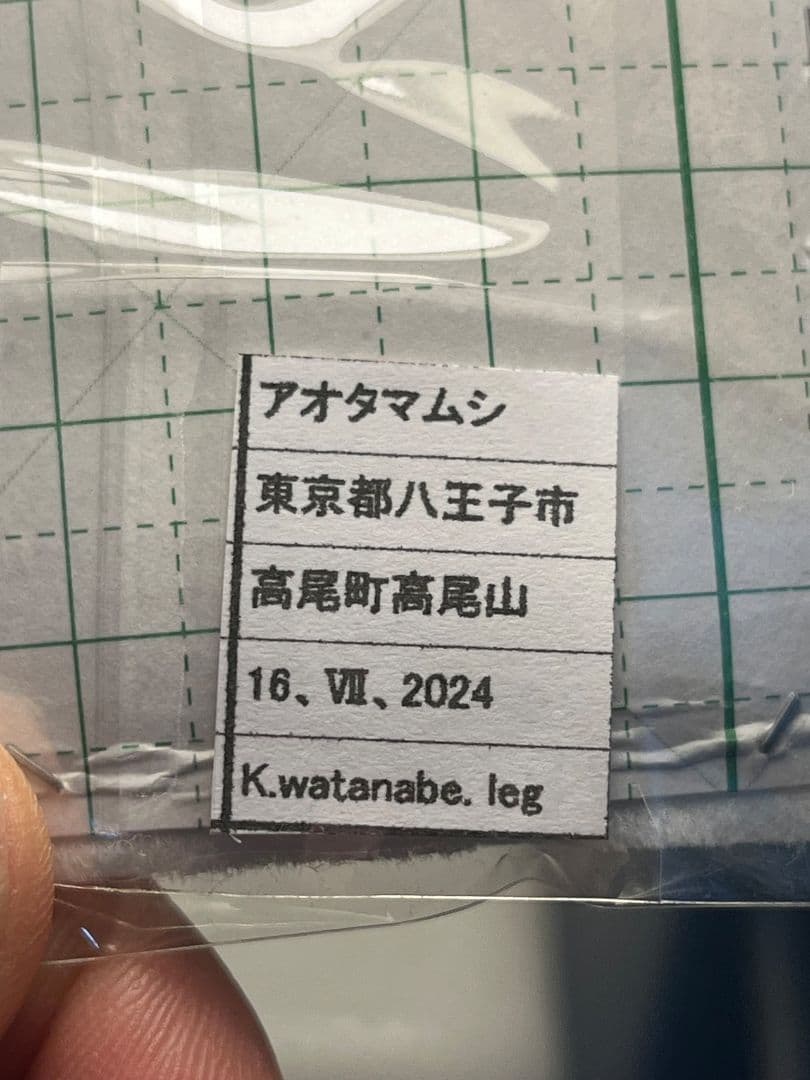 アオタマムシ
東京都八王子市
高尾町高尾山
16、Ⅶ、2024
K.watanabe. leg